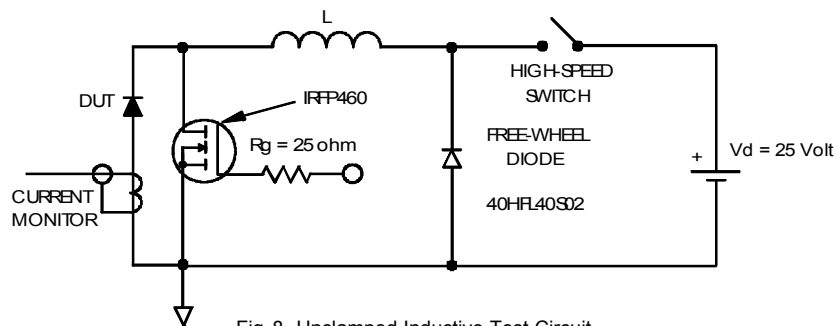 L
HIGH-SPEED
SWITCH
DUT
IRFP460
Rg = 25 ohm
FREE-WHEEL
DIODE
+
Vd = 25 Volt
CURRENT
MONITOR
40HFL40S02
Fig. 8 - Unclamped Inductive Test Circuit